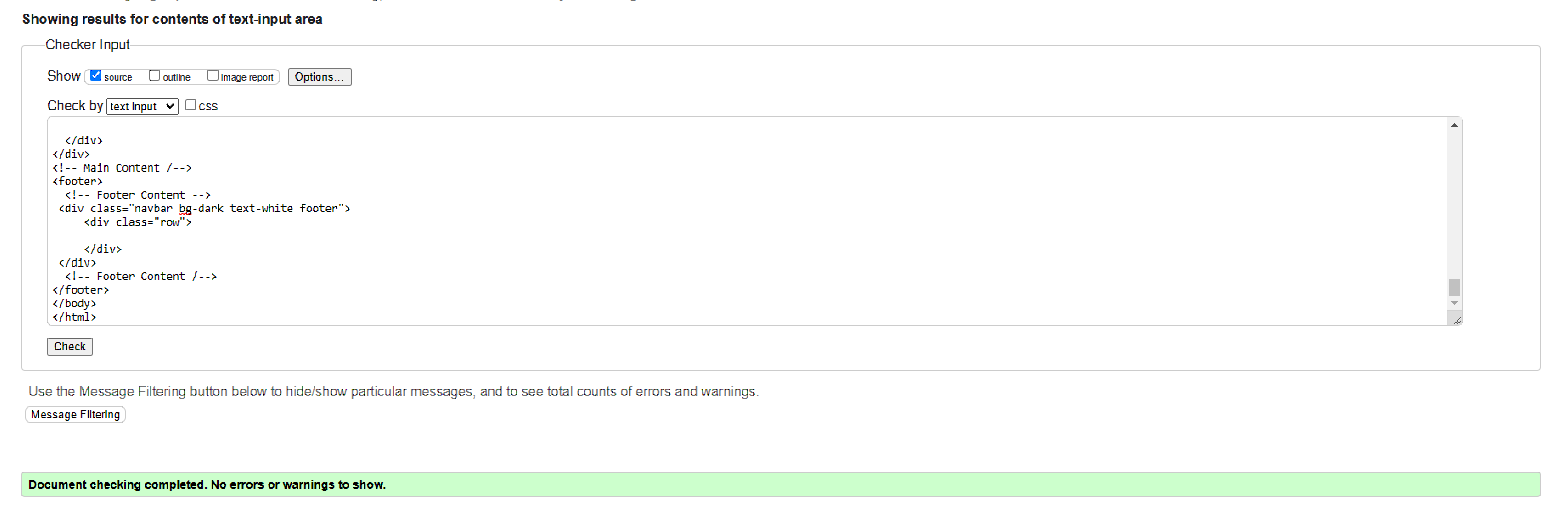 Showing results for contents of text-input area
Checker Input
Show source outline image report Options...
Check by text input css
</div>
</div>
<!-- Main Content /-->
<footer>
<!-- Footer Content -->
<div class="navbar bg-dark text-white footer">
<div class="row">
</div>
</div>
<!-- Footer Content /-->
</footer>
</body>
</html>
Check
Use the Message Filtering button below to hide/show particular messages, and to see total counts of errors and warnings.
Message Filtering
Document checking completed. No errors or warnings to show.